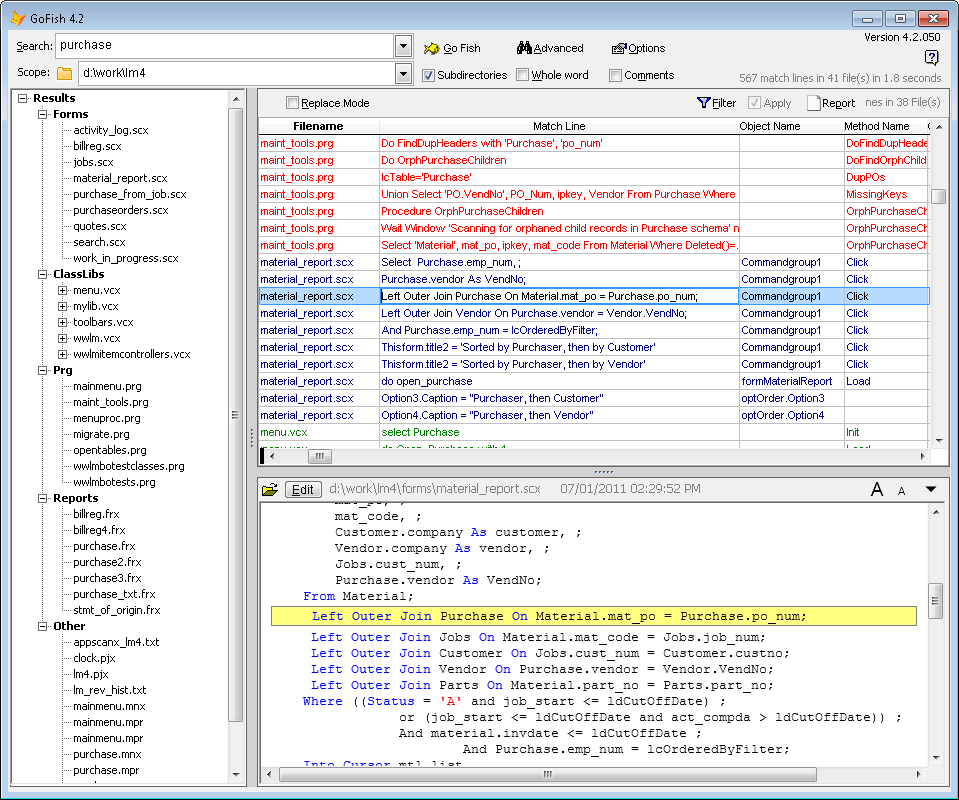 GoFish 4.2
Version 4.2.050
Search: purchase
Go Fish Advanced Options
Scope: d:\work\lm4
Subdirectories Whole word Comments
567 match lines in 41 file(s) in 1.8 seconds
Results
Forms
activity_log.scx
billreg.scx
jobs.scx
material_report.scx
purchase_from_job.scx
purchaseorders.scx
quotes.scx
search.scx
work_in_progress.scx
ClassLibs
menu.vcx
mylib.vcx
toolbars.vcx
wwlm.vcx
wwlmitemcontrollers.vcx
Prg
mainmenu.prg
maint_tools.prg
menuproc.prg
migrate.prg
opentables.prg
wwlmbotestclasses.prg
wwlmbotests.prg
Reports
billreg.frx
billreg4.frx
purchase.frx
purchase2.frx
purchase3.frx
purchase_txt.frx
stmt_of_origin.frx
Other
appscanx_lm4.txt
clock.pjx
lm4.pjx
lm_rev_hist.txt
mainmenu.mnx
mainmenu.mpr
mainmenu.mpr
purchase.mnx
purchase.mpr
Replace Mode Filter Apply Report nes in 38 File(s)
Filename Match Line Object Name Method Name
maint_tools.prg Do FindDupHeaders with 'Purchase', 'po_num' DoFindDupHeade
maint_tools.prg Do OrphPurchaseChildren DoFindOrphChild
maint_tools.prg lcTable='Purchase' DupPOs
maint_tools.prg Union Select 'PO.VendNo', PO_Num, ipkey, Vendor From Purchase Where MissingKeys
maint_tools.prg Procedure OrphPurchaseChildren OrphPurchaseCh
maint_tools.prg Wait Window 'Scanning for orphaned child records in Purchase schema' n OrphPurchaseCh
maint_tools.prg Select 'Material', mat_po, ipkey, mat_code From Material Where Deleted()=. OrphPurchaseCh
material_report.scx Select Purchase.emp_num, ; Commandgroup1 Click
material_report.scx Purchase.vendor As VendNo; Commandgroup1 Click
material_report.scx Left Outer Join Purchase On Material.mat_po = Purchase.po_num; Commandgroup1 Click
material_report.scx Left Outer Join Vendor On Purchase.vendor = Vendor.VendNo; Commandgroup1 Click
material_report.scx And Purchase.emp_num = lcOrderedByFilter; Commandgroup1 Click
material_report.scx Thisform.title2 = 'Sorted by Purchaser, then by Customer' Commandgroup1 Click
material_report.scx Thisform.title2 = 'Sorted by Purchaser, then by Vendor' Commandgroup1 Click
material_report.scx do open_purchase formMaterialReport Load
material_report.scx Option3.Caption = "Purchaser, then Customer" optOrder.Option3
material_report.scx Option4.Caption = "Purchaser, then Vendor" optOrder.Option4
menu.vcx select Purchase Init
Edit d:\work\lm4\forms\material_report.scx 07/01/2011 02:29:52 PM A A
mat_code, ;
Customer.company As customer, ;
Vendor.company As vendor, ;
Jobs.cust_num, ;
Purchase.vendor As VendNo;
From Material;
Left Outer Join Purchase On Material.mat_po = Purchase.po_num;
Left Outer Join Jobs On Material.mat_code = Jobs.job_num;
Left Outer Join Customer On Jobs.cust_num = Customer.custno;
Left Outer Join Vendor On Purchase.vendor = Vendor.VendNo;
Left Outer Join Parts On Material.part_no = Parts.part_no;
Where ((Status = 'A' and job_start <= ldCutOffDate) ;
or (job_start <= ldCutOffDate and act_compda > ldCutOffDate)) ;
And material.invdate <= ldCutOffDate ;
And Purchase.emp_num = lcOrderedByFilter;
Into Cursor mtl_list